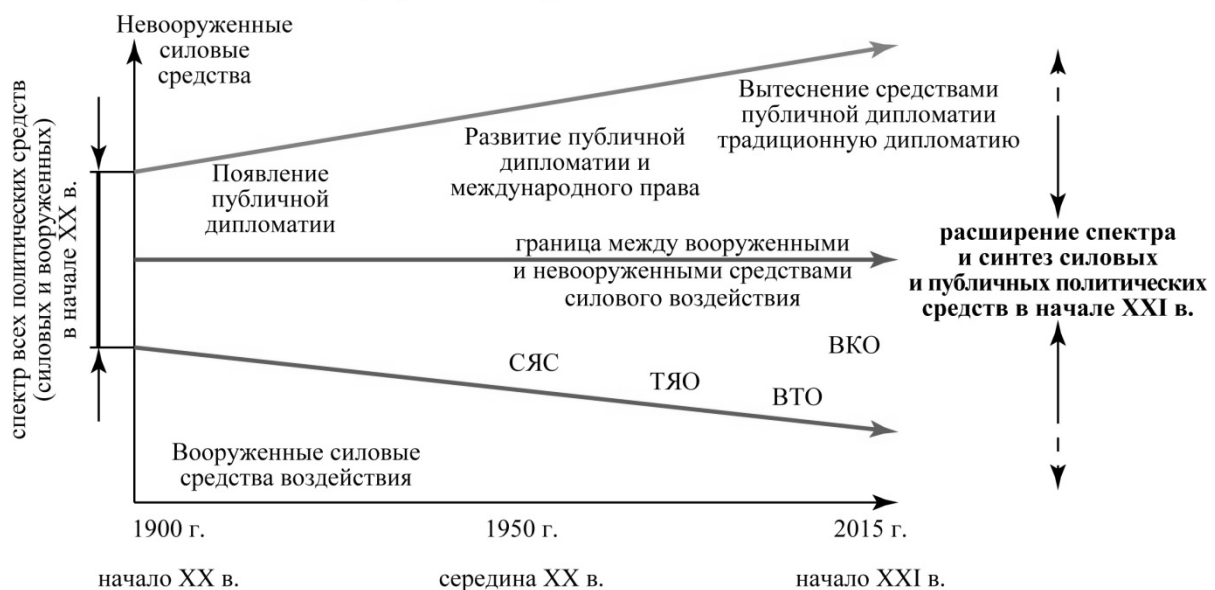 Невооруженные
силовые
средства
спектр всех политических средств
(силовых и вооруженных)
в начале XX в.
Появление
публичной
дипломатии
Развитие публичной
дипломатии и
международного права
Вытеснение средствами
публичной дипломатии
традиционную дипломатию
граница между вооруженными
и невооруженными средствами
силового воздействия
расширение спектра
и синтез силовых
и публичных политических
средств в начале XXI в.
СЯС
ТЯО
ВТО
ВКО
Вооруженные силовые
средства воздействия
1900 г.
1950 г.
2015 г.
начало XX в.
середина XX в.
начало XXI в.